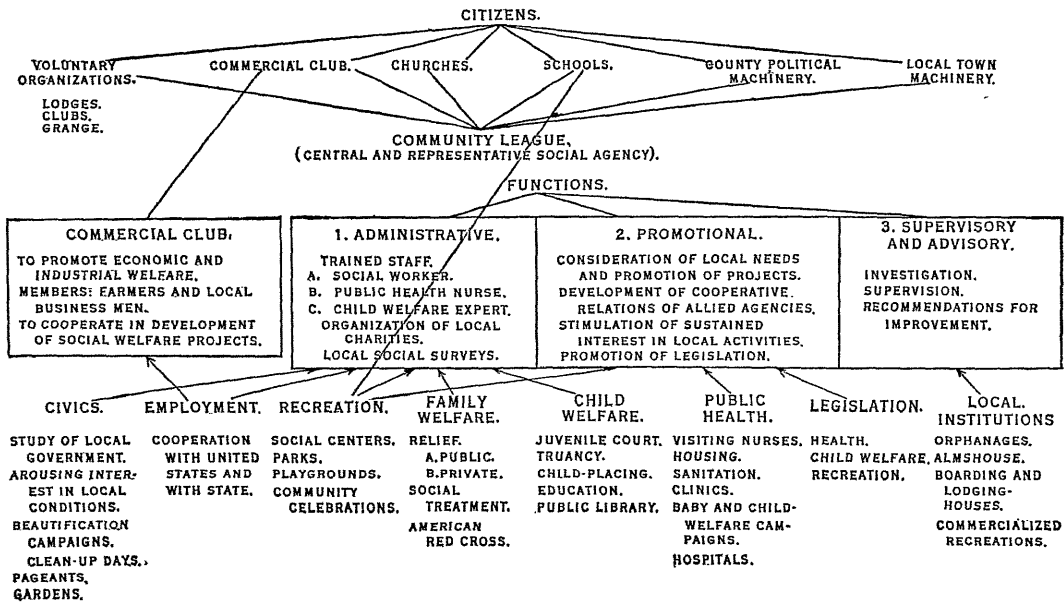 CITIZENS.
VOLUNTARY
ORGANIZATIONS.
LODGES.
CLUBS.
GRANGE.
COMMERCIAL CLUB.
CHURCHES.
SCHOOLS.
COUNTY POLITICAL
MACHINERY.
LOCAL TOWN
MACHINERY.
COMMUNITY LEAGUE,
(CENTRAL AND REPRESENTATIVE SOCIAL AGENCY).
FUNCTIONS.
COMMERCIAL CLUB.
TO PROMOTE ECONOMIC AND
INDUSTRIAL WELFARE.
MEMBERS: FARMERS AND LOCAL
BUSINESS MEN.
TO COOPERATE IN DEVELOPMENT
OF SOCIAL WELFARE PROJECTS.
1. ADMINISTRATIVE.
TRAINED STAFF.
A. SOCIAL WORKER.
B. PUBLIC HEALTH NURSE.
C. CHILD WELFARE EXPERT.
ORGANIZATION OF LOCAL
CHARITIES.
LOCAL SOCIAL SURVEYS.
2. PROMOTIONAL.
CONSIDERATION OF LOCAL NEEDS
AND PROMOTION OF PROJECTS.
DEVELOPMENT OF COOPERATIVE
RELATIONS OF ALLIED AGENCIES.
STIMULATION OF SUSTAINED
INTEREST IN LOCAL ACTIVITIES.
PROMOTION OF LEGISLATION.
3. SUPERVISORY
AND ADVISORY.
INVESTIGATION.
SUPERVISION.
RECOMMENDATIONS FOR
IMPROVEMENT.
CIVICS.
STUDY OF LOCAL
GOVERNMENT.
AROUSING INTER-
EST IN LOCAL
CONDITIONS.
BEAUTIFICATION
CAMPAIGNS.
CLEAN-UP DAYS.
PAGEANTS.
GARDENS.
EMPLOYMENT.
COOPERATION
WITH UNITED
STATES AND
WITH STATE.
RECREATION.
SOCIAL CENTERS.
PARKS.
PLAYGROUNDS.
COMMUNITY
CELEBRATIONS.
FAMILY
WELFARE.
RELIEF.
A. PUBLIC.
B. PRIVATE.
SOCIAL
TREATMENT.
AMERICAN
RED CROSS.
CHILD
WELFARE.
JUVENILE COURT.
TRUANCY.
CHILD-PLACING.
EDUCATION.
PUBLIC LIBRARY.
PUBLIC
HEALTH.
VISITING NURSES.
HOUSING.
SANITATION.
CLINICS.
BABY AND CHILD-
WELFARE CAM-
PAIGNS.
HOSPITALS.
LEGISLATION.
HEALTH.
CHILD WELFARE.
RECREATION.
LOCAL
INSTITUTIONS
ORPHANAGES.
ALMSHOUSE.
BOARDING AND
LODGING-
HOUSES.
COMMERCIALIZED
RECREATIONS.